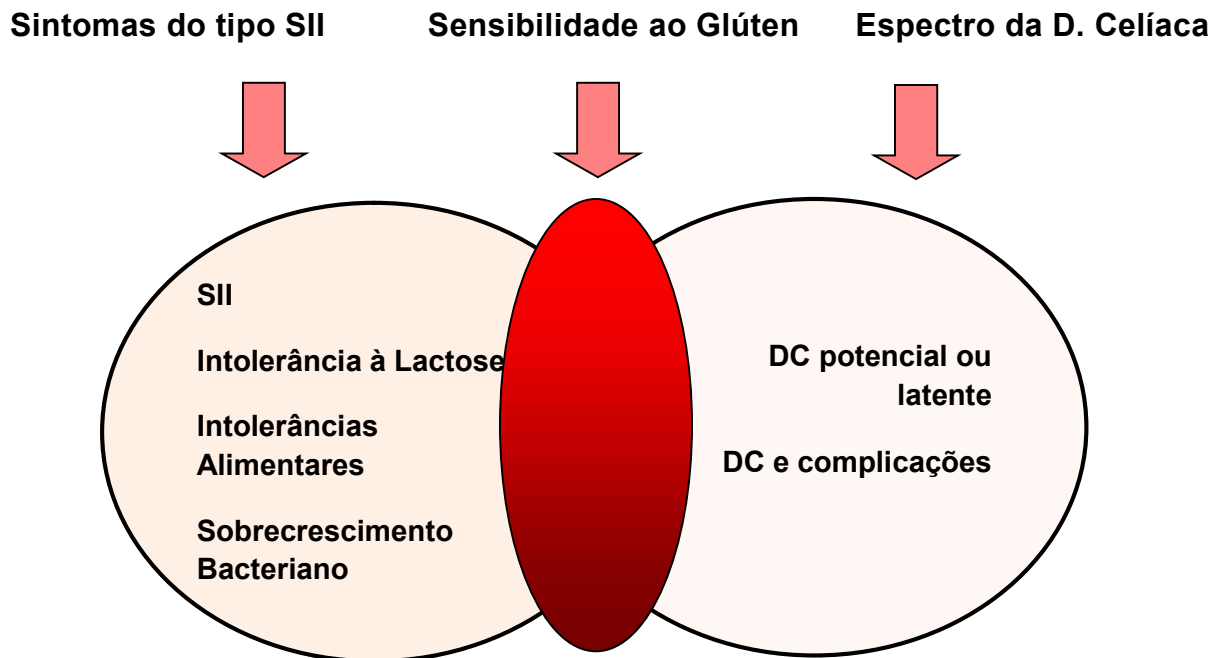 Sintomas do tipo SII
Sensibilidade ao Glúten
Espectro da D. Celíaca
SII
Intolerância à Lactose
Intolerâncias
Alimentares
Sobrecrescimento
Bacteriano
DC potencial ou
latente
DC e complicações